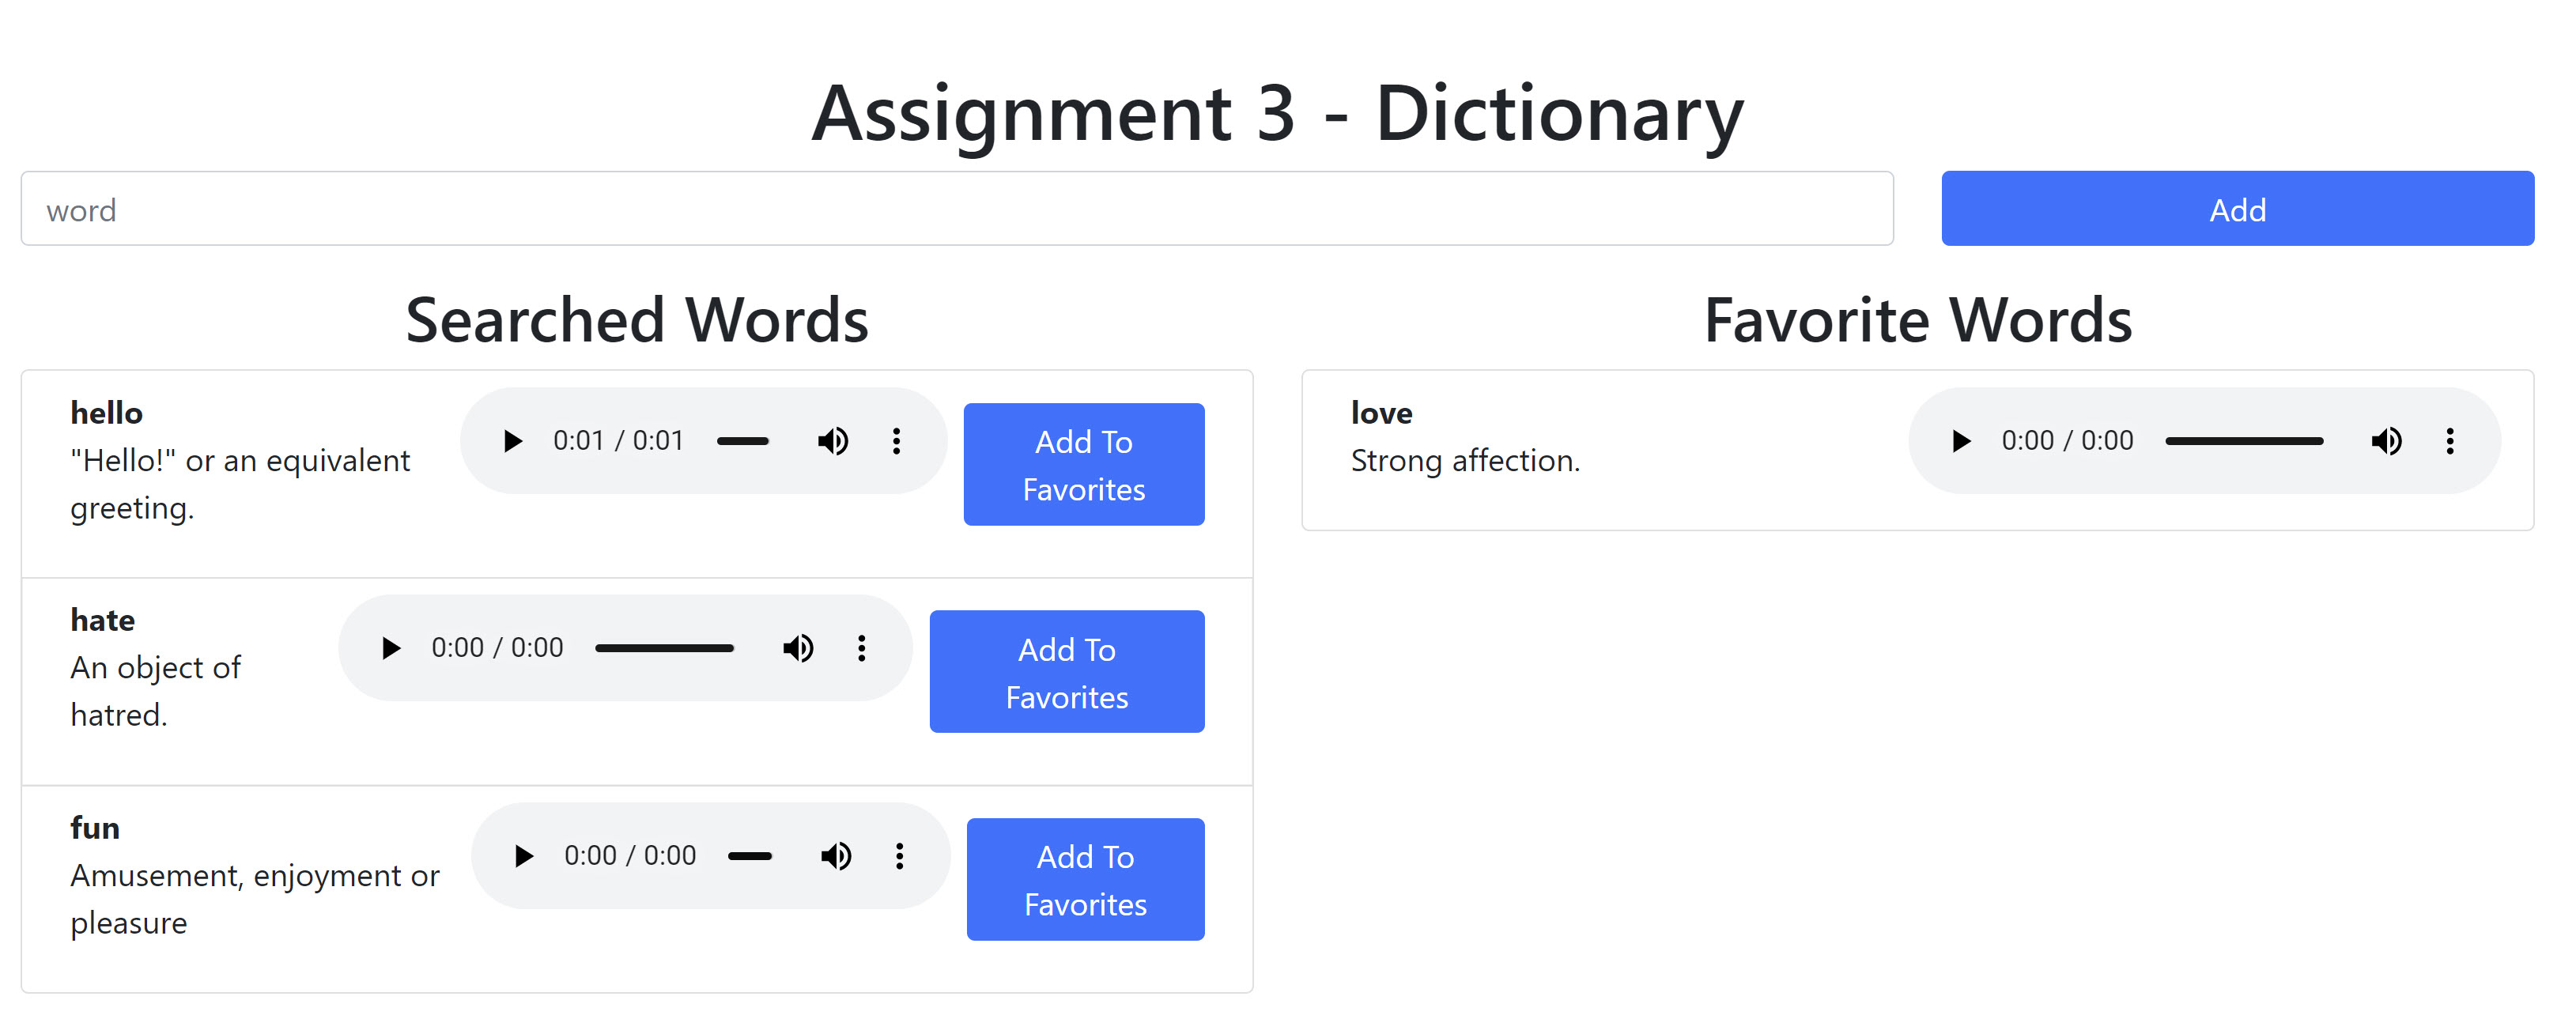 Assignment 3 - Dictionary
word
Add
Searched Words
hello
"Hello!" or an equivalent
greeting.
0:01 / 0:01
Add To
Favorites
hate
An object of
hatred.
0:00 / 0:00
Add To
Favorites
fun
Amusement, enjoyment or
pleasure
0:00 / 0:00
Add To
Favorites
Favorite Words
love
Strong affection.
0:00 / 0:00